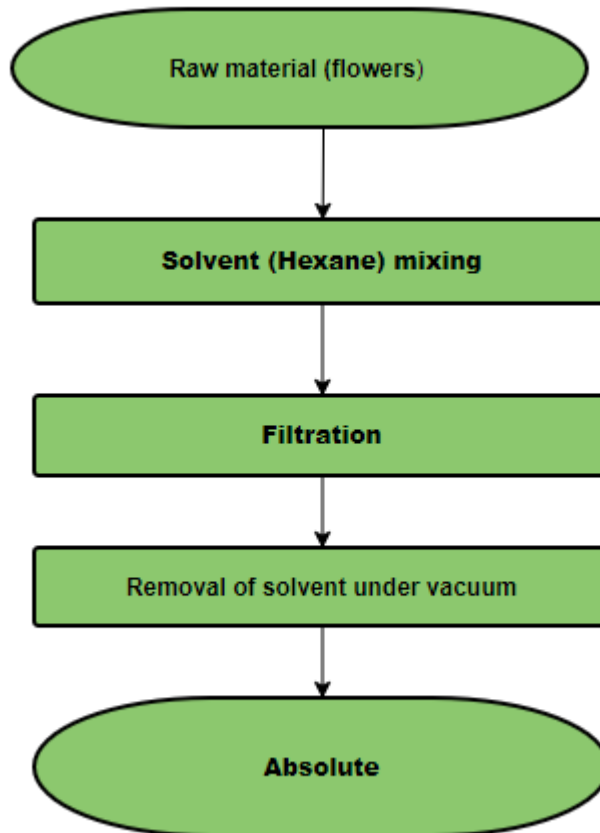 Raw material (flowers)
Solvent (Hexane) mixing
Filtration
Removal of solvent under vacuum
Absolute